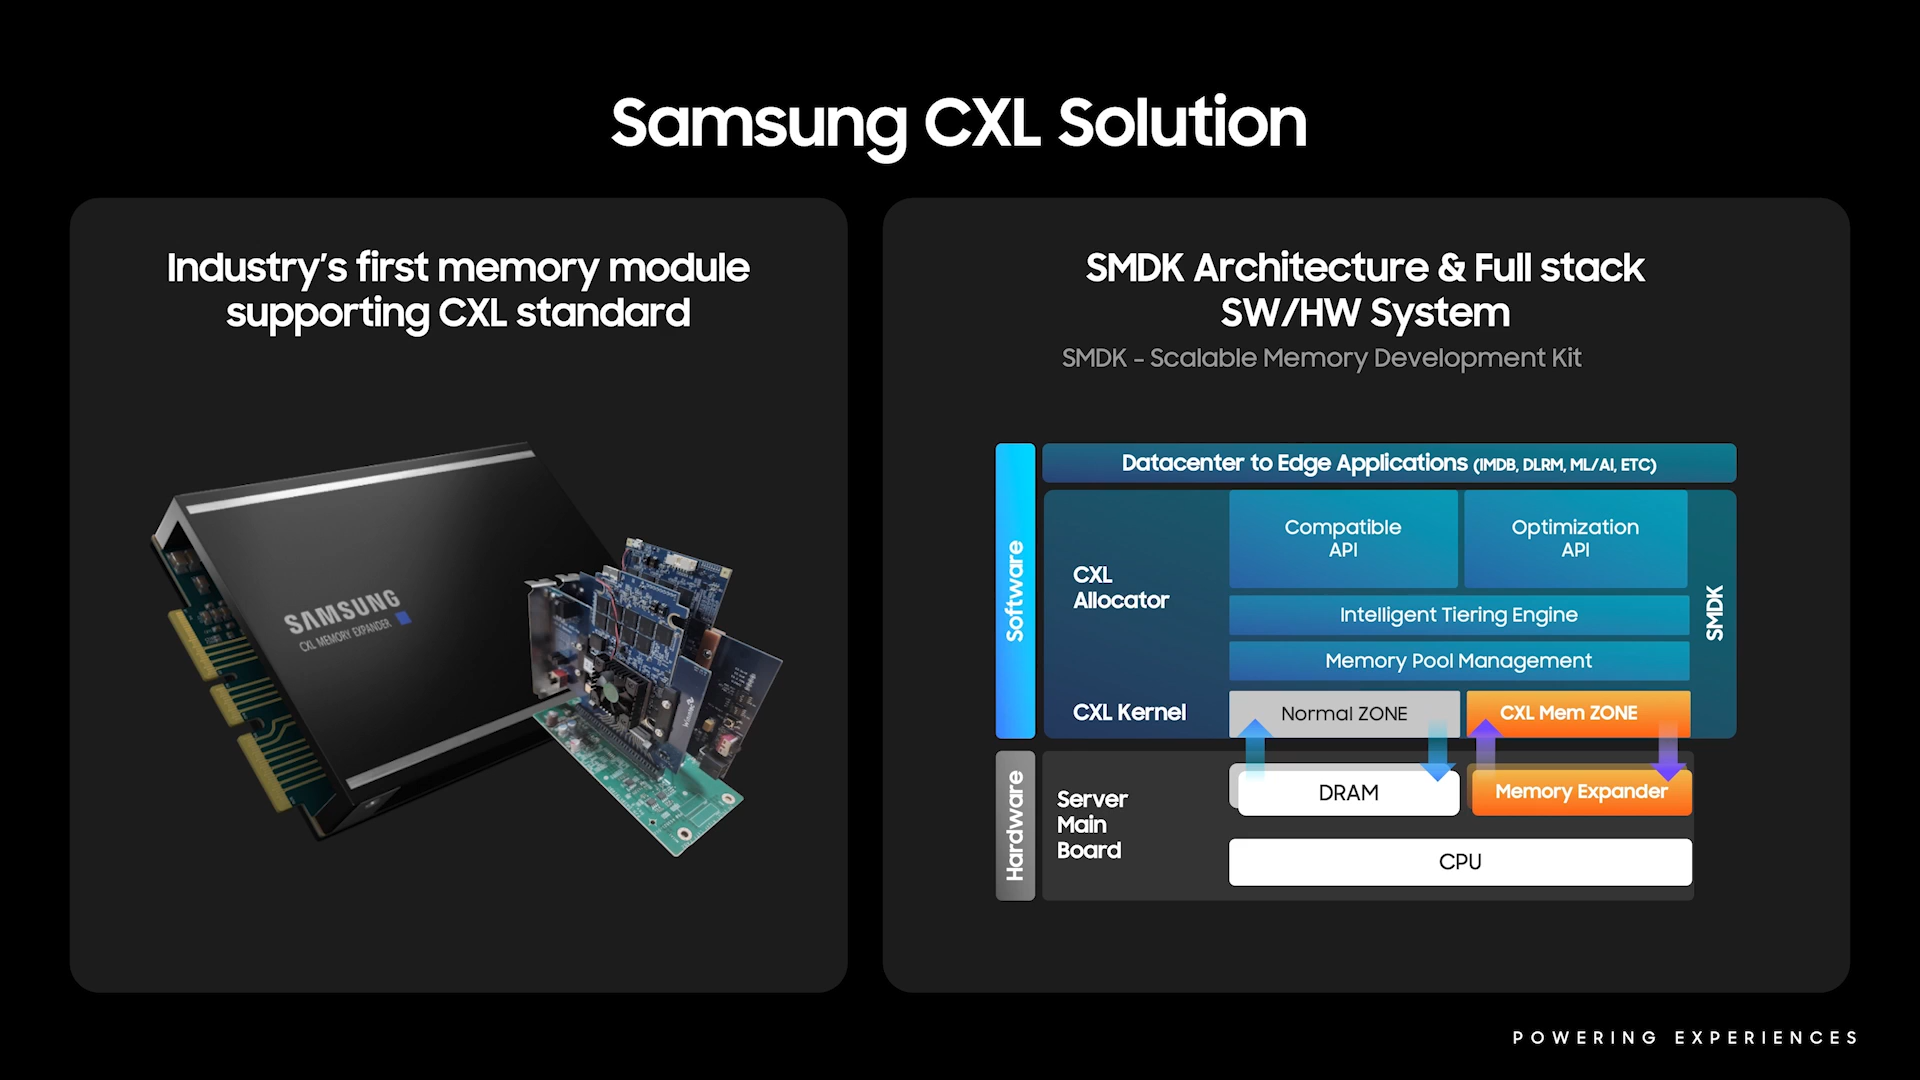 Samsung CXL Solution
Industry's first memory module
supporting CXL standard
SAMSUNG
CXL MEMORY EXPANDER
SMDK Architecture & Full stack
SW/HW System
SMDK - Scalable Memory Development Kit
Software
Datacenter to Edge Applications (IMDB, DLRM, ML/AI, ETC)
CXL
Allocator
Compatible
API
Optimization
API
Intelligent Tiering Engine
Memory Pool Management
SMDK
CXL Kernel
Normal ZONE
CXL Mem ZONE
Hardware
Server
Main
Board
DRAM
Memory Expander
CPU
POWERING EXPERIENCES